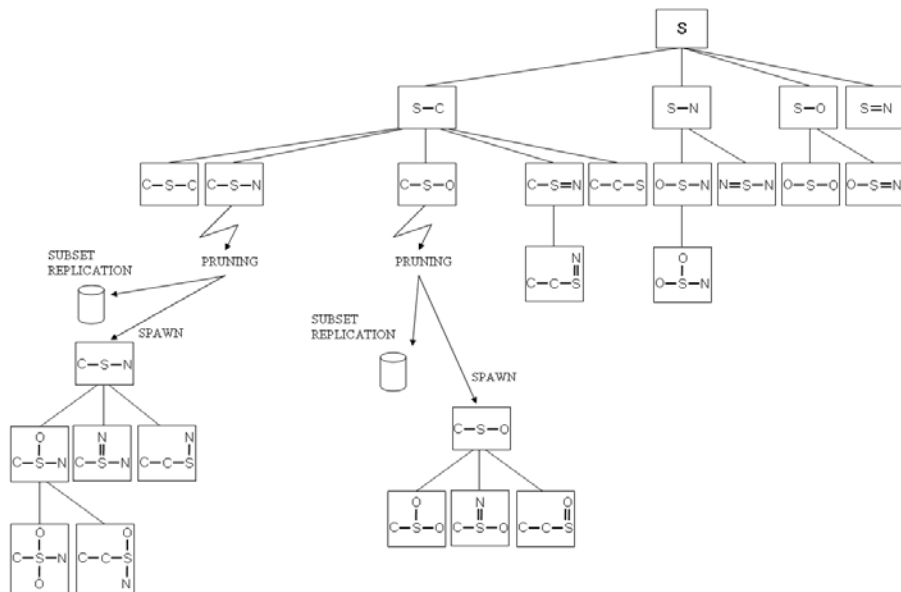 S
S-C
S-N
S-O
S=N
C-S-C
C-S-N
C-S-O
C-S=N
C-C-S
O-S-N
N=S-N
O-S-O
O-S=N
PRUNING
PRUNING
N
C-C-S
O
O-S-N
SUBSET
REPLICATION
SPAWN
C-S-N
SUBSET
REPLICATION
SPAWN
C-S-O
O
C-S-N
N
C-S-N
N
C-C-S
O
C-S-O
N
C-S-O
O
C-C-S
O
C-S-N
O
O
C-C-S
N